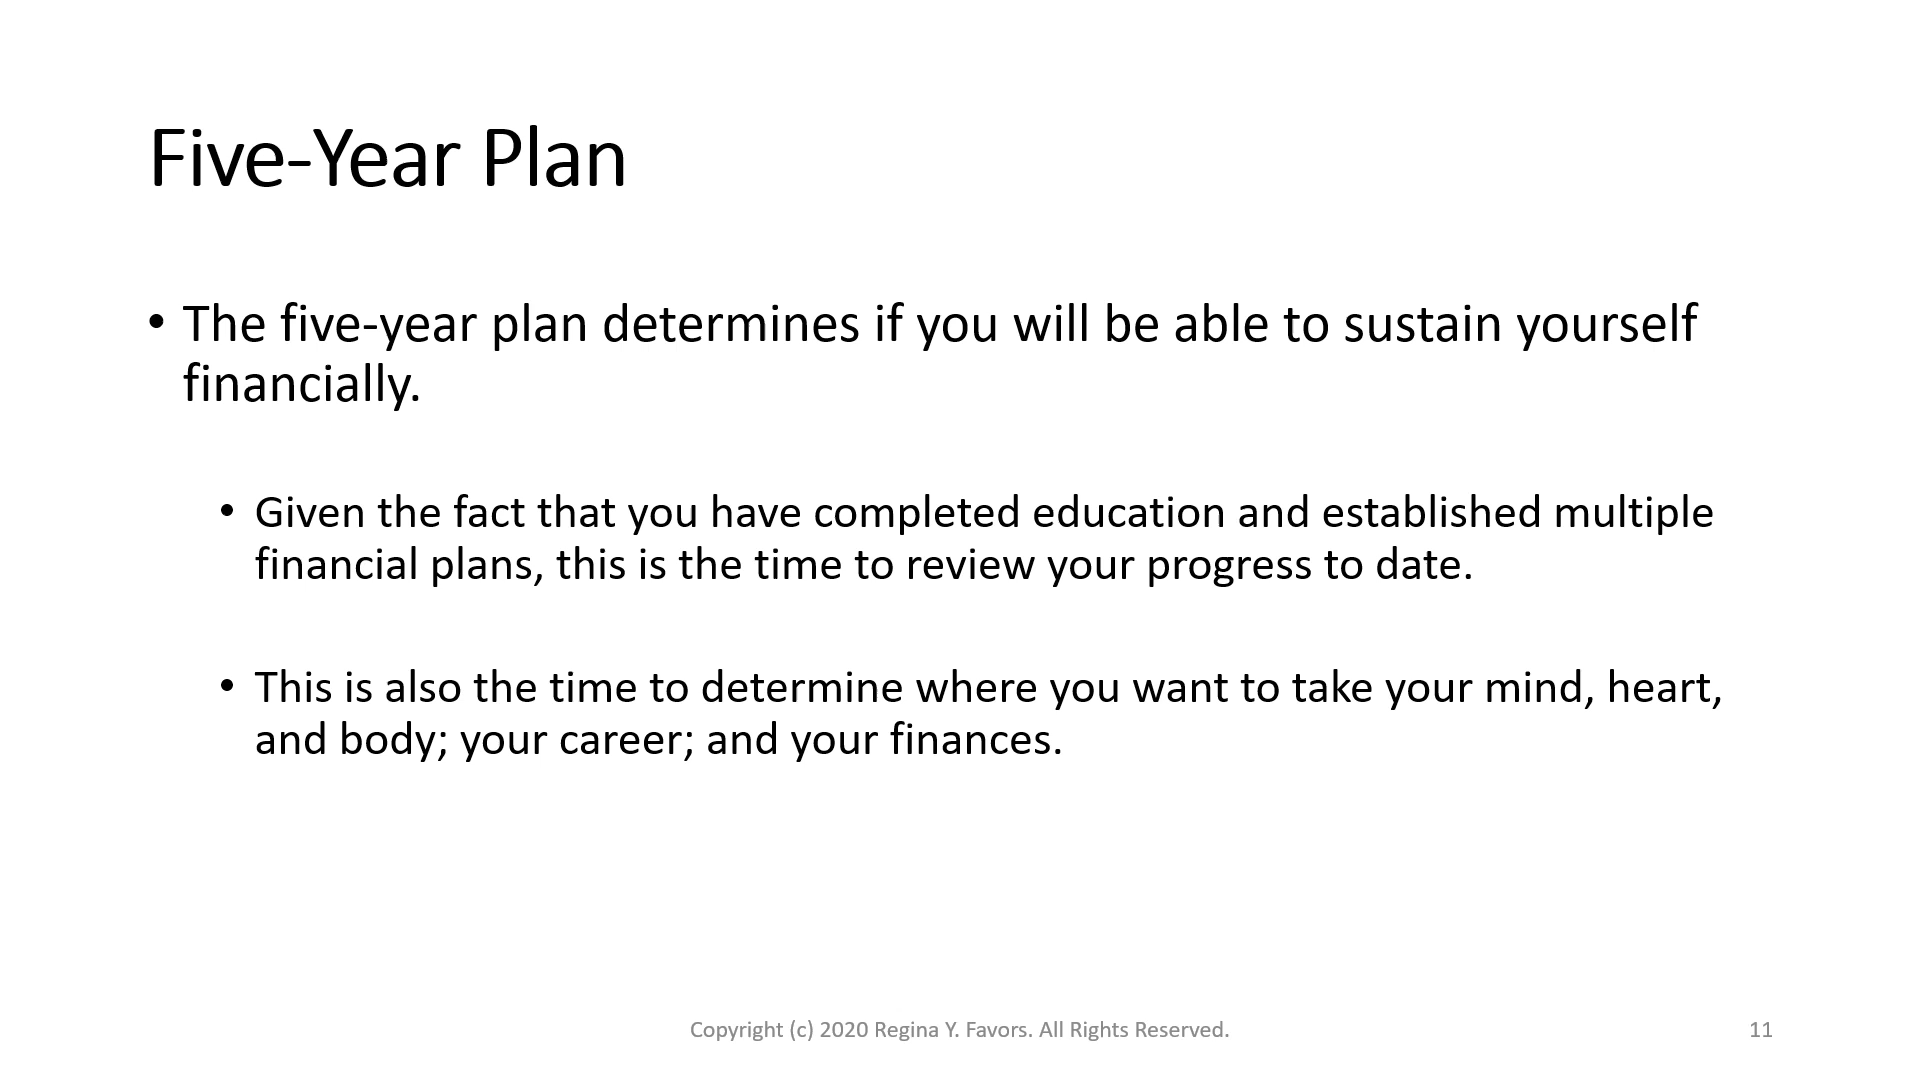 Five-Year Plan
• The five-year plan determines if you will be able to sustain yourself
financially.
• Given the fact that you have completed education and established multiple
financial plans, this is the time to review your progress to date.
• This is also the time to determine where you want to take your mind, heart,
and body; your career; and your finances.
Copyright (c) 2020 Regina Y. Favors. All Rights Reserved.
11